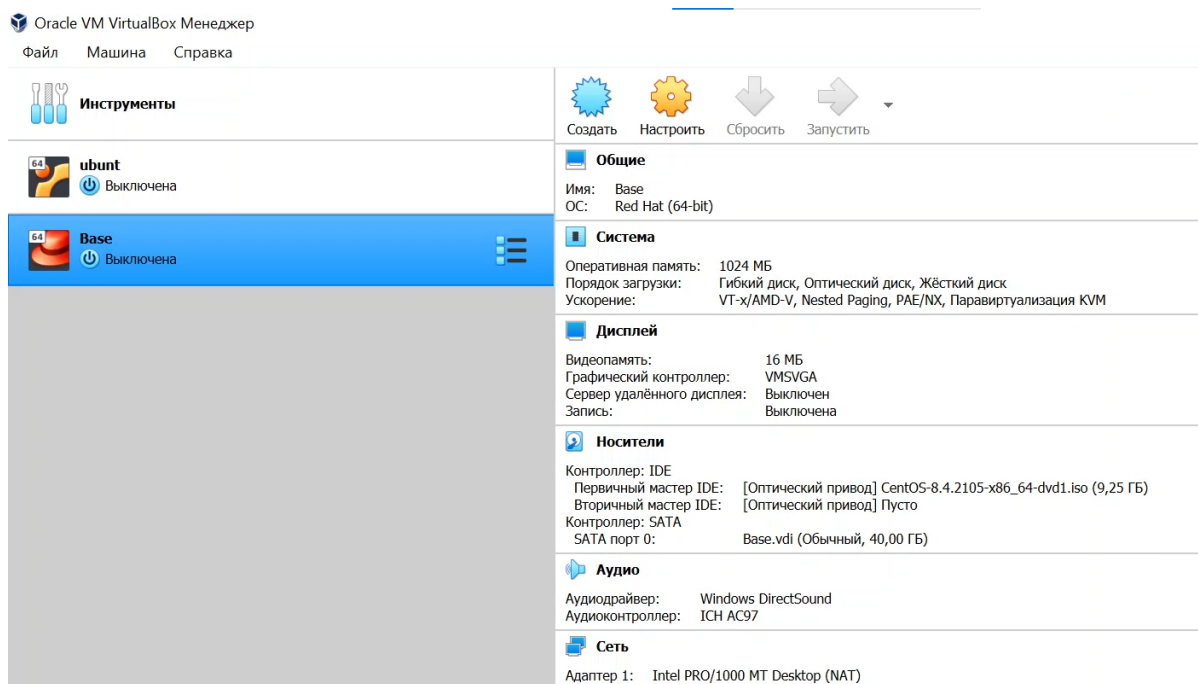 Oracle VM VirtualBox Менеджер
Файл Машина Справка
Инструменты
64
ubunt
Выключена
64
Base
Выключена
Создать Настроить Сбросить Запустить
Общие
Имя: Base
ОС: Red Hat (64-bit)
Система
Оперативная память: 1024 МБ
Порядок загрузки: Гибкий диск, Оптический диск, Жёсткий диск
Ускорение: VT-x/AMD-V, Nested Paging, PAE/NX, Паравиртуализация KVM
Дисплей
Видеопамять: 16 МБ
Графический контроллер: VMSVGA
Сервер удалённого дисплея: Выключен
Запись: Выключена
Носители
Контроллер: IDE
Первичный мастер IDE: [Оптический привод] CentOS-8.4.2105-x86_64-dvd1.iso (9,25 ГБ)
Вторичный мастер IDE: [Оптический привод] Пусто
Контроллер: SATA
SATA порт 0: Base.vdi (Обычный, 40,00 ГБ)
Аудио
Аудиодрайвер: Windows DirectSound
Аудиоконтроллер: ICH AC97
Сеть
Адаптер 1: Intel PRO/1000 MT Desktop (NAT)